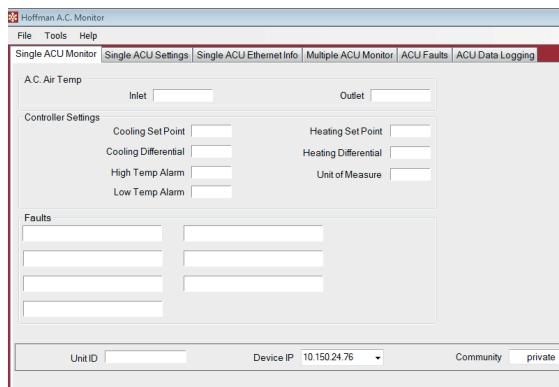 Hoffman A.C. Monitor
File Tools Help
Single ACU Monitor Single ACU Settings Single ACU Ethernet Info Multiple ACU Monitor ACU Faults ACU Data Logging
A.C. Air Temp
Inlet Outlet
Controller Settings
Cooling Set Point Heating Set Point
Cooling Differential Heating Differential
High Temp Alarm Unit of Measure
Low Temp Alarm
Faults
Unit ID Device IP 10.150.24.76 Community private